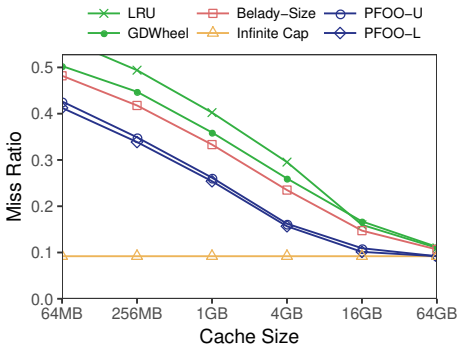 LRU Belady−Size PFOO−U
GDWheel Infinite Cap PFOO−L
Miss Ratio
0.5
0.4
0.3
0.2
0.1
0.0
64MB 256MB 1GB 4GB 16GB 64GB
Cache Size